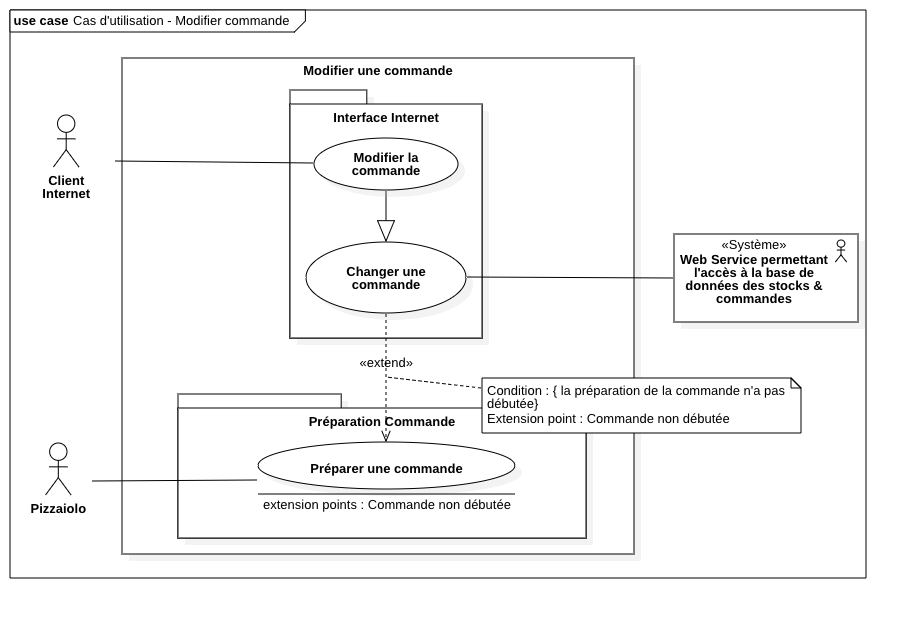 use case Cas d'utilisation - Modifier commande
Modifier une commande
Interface Internet
Modifier la
commande
Client
Internet
«Système»
Web Service permettant
l'accès à la base de
données des stocks &
commandes
Changer une
commande
«extend»
Condition : { la préparation de la commande n'a pas
débutée}
Extension point : Commande non débutée
Préparation Commande
Préparer une commande
extension points : Commande non débutée
Pizzaiolo